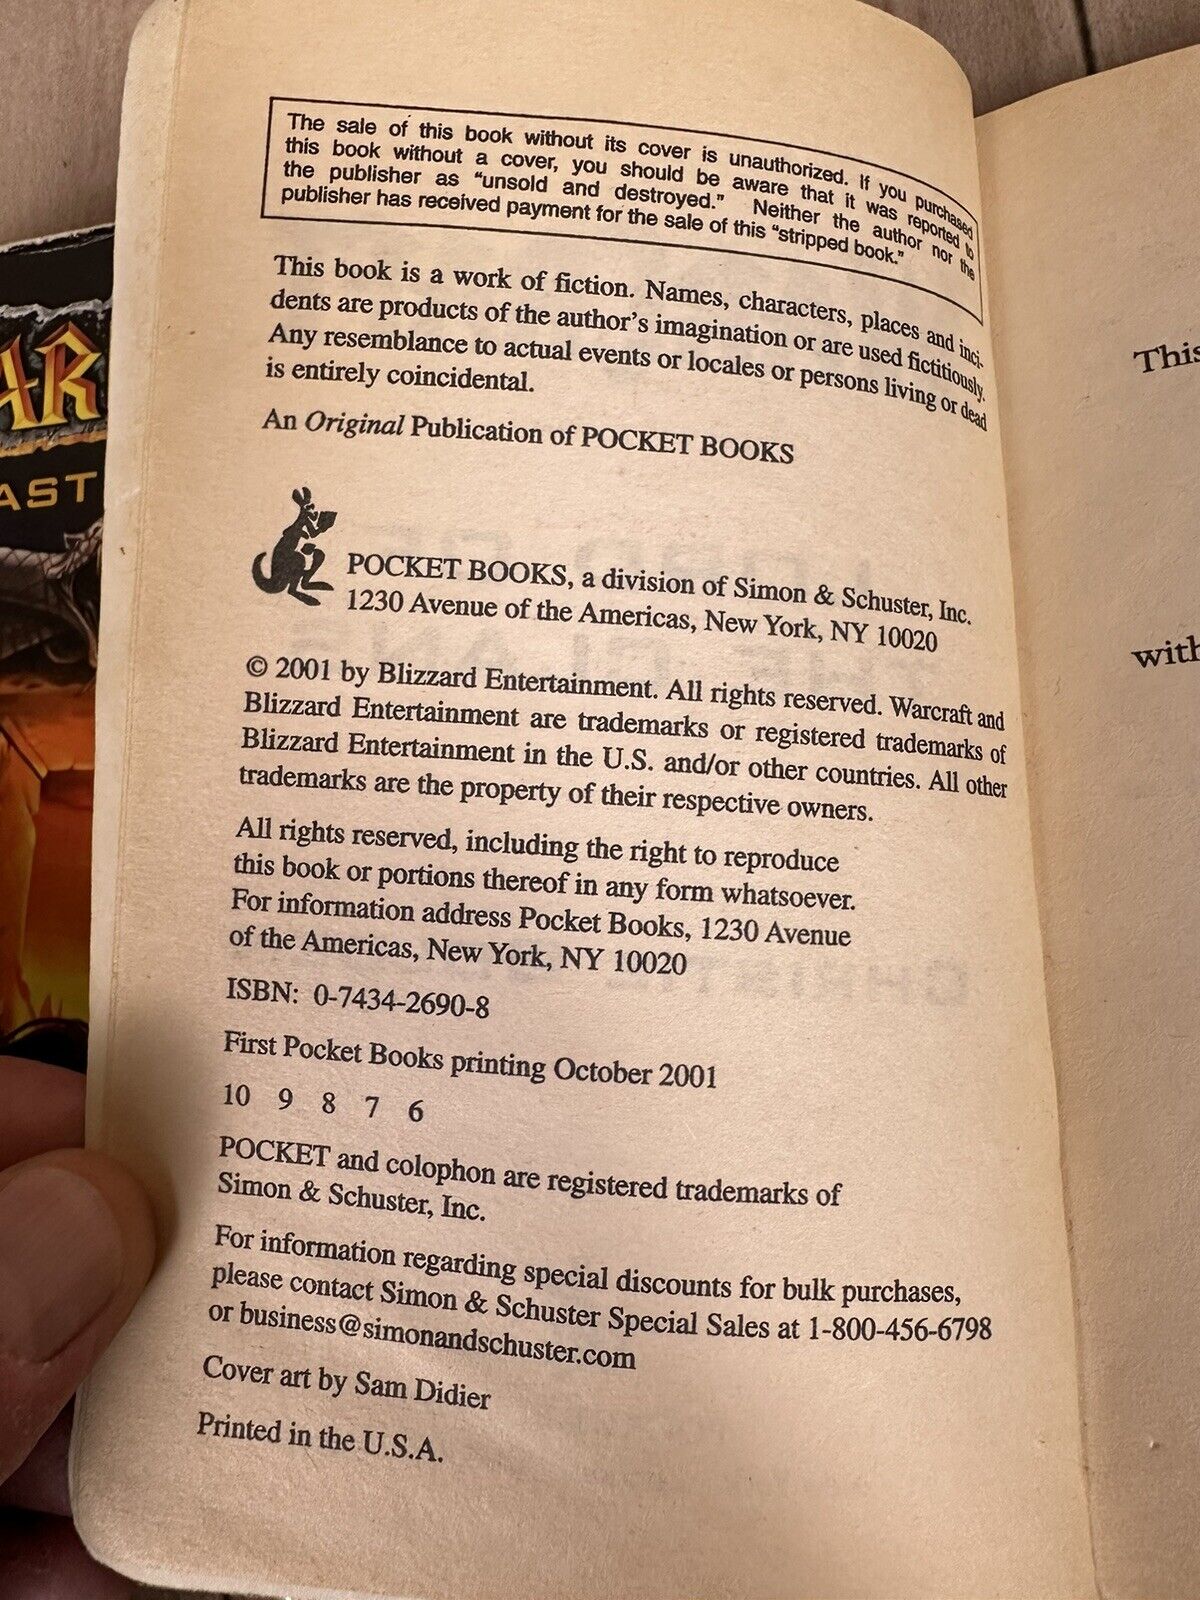 The sale of this book without its cover is unauthorized. If you purchased
this book without a cover, you should be aware that it was reported to
the publisher as "unsold and destroyed." Neither the author nor the
publisher has received payment for the sale of this "stripped book."
This book is a work of fiction. Names, characters, places and inci-
dents are products of the author's imagination or are used fictitiously.
Any resemblance to actual events or locales or persons living or dead
is entirely coincidental.
An Original Publication of POCKET BOOKS
POCKET BOOKS, a division of Simon & Schuster, Inc.
1230 Avenue of the Americas, New York, NY 10020
© 2001 by Blizzard Entertainment. All rights reserved. Warcraft and
Blizzard Entertainment are trademarks or registered trademarks of
Blizzard Entertainment in the U.S. and/or other countries. All other
trademarks are the property of their respective owners.
All rights reserved, including the right to reproduce
this book or portions thereof in any form whatsoever.
For information address Pocket Books, 1230 Avenue
of the Americas, New York, NY 10020
ISBN: 0-7434-2690-8
First Pocket Books printing October 2001
10 9 8 7 6
POCKET and colophon are registered trademarks of
Simon & Schuster, Inc.
For information regarding special discounts for bulk purchases,
please contact Simon & Schuster Special Sales at 1-800-456-6798
or business@simonandschuster.com
Cover art by Sam Didier
Printed in the U.S.A.
AR
AST
This
with